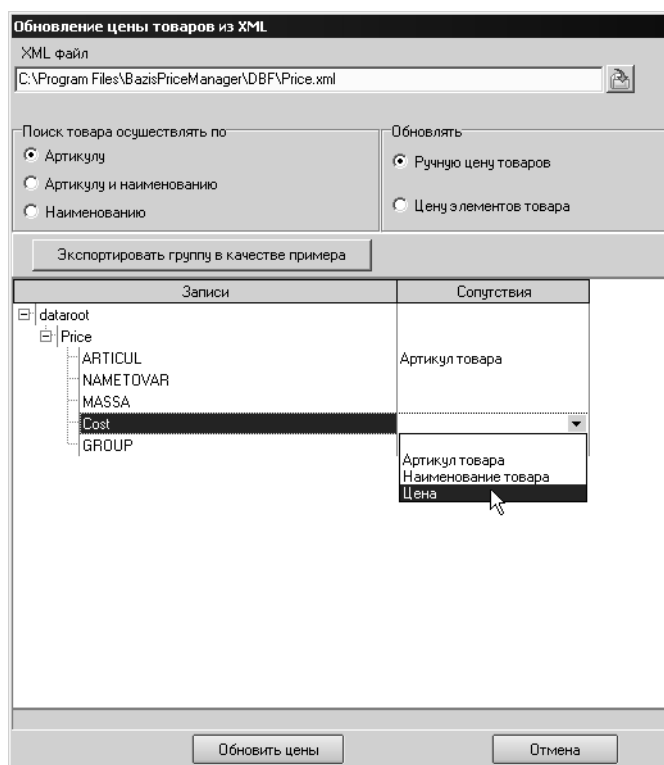 Обновление цены товаров из XML
XML файл
C:\Program Files\BazisPriceManager\DBF\Price.xml
Поиск товара осуществлять по
Артикулу
Артикулу и наименованию
Наименованию
Обновлять
Ручную цену товаров
Цену элементов товара
Экспортировать группу в качестве примера
Записи Сопутствия
dataroot
Price
ARTICUL Артикул товара
NAMETOVAR
MASSA
Cost
GROUP
Артикул товара
Наименование товара
Цена
Обновить цены Отмена